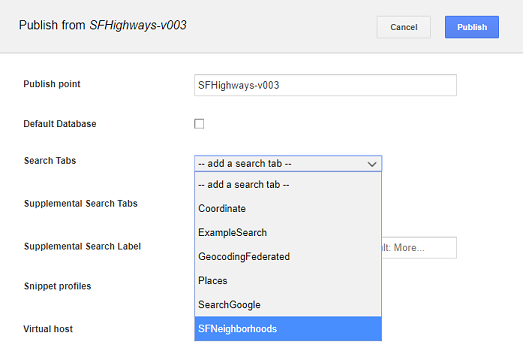 Publish from SFHighways-v003
Cancel
Publish
Publish point
SFHighways-v003
Default Database
Search Tabs
-- add a search tab --
-- add a search tab --
Supplemental Search Tabs
Coordinate
ExampleSearch
Supplemental Search Label
GeocodingFederated
ult: More...
Places
Snippet profiles
SearchGoogle
Virtual host
SFNeighborhoods